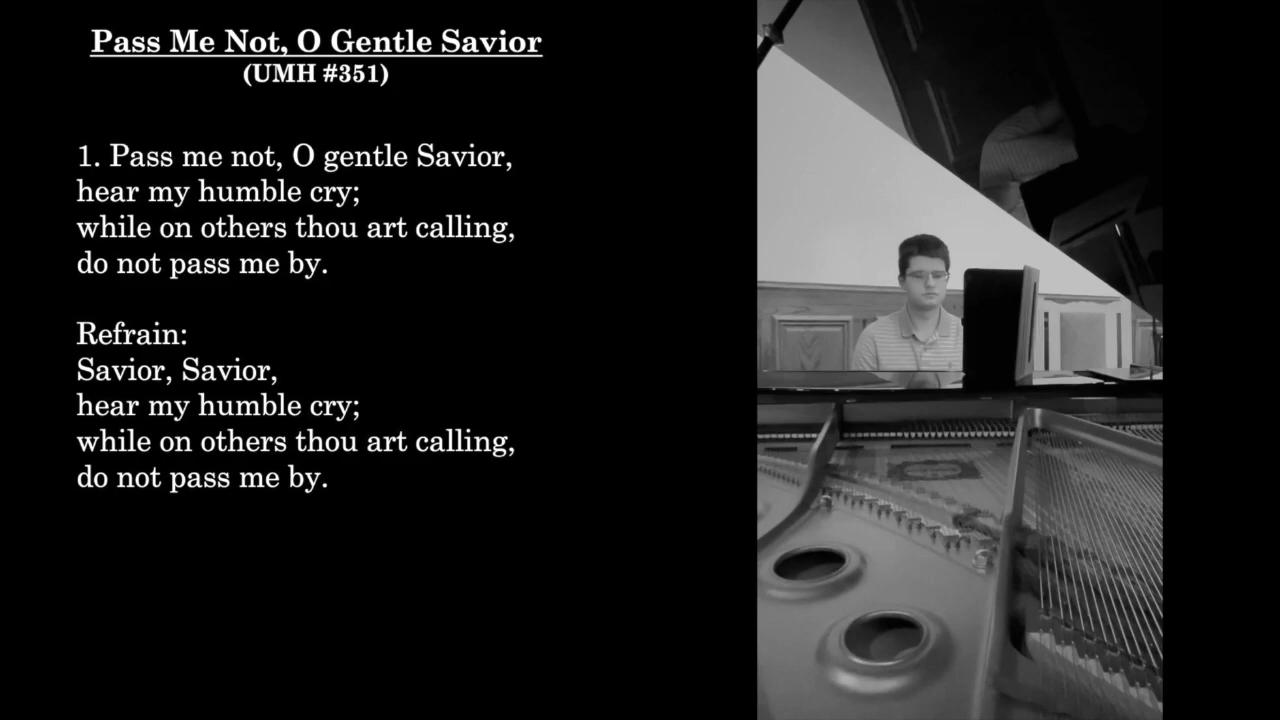 Pass Me Not, O Gentle Savior
(UMH #351)
1. Pass me not, O gentle Savior,
hear my humble cry;
while on others thou art calling,
do not pass me by.
Refrain:
Savior, Savior,
hear my humble cry;
while on others thou art calling,
do not pass me by.